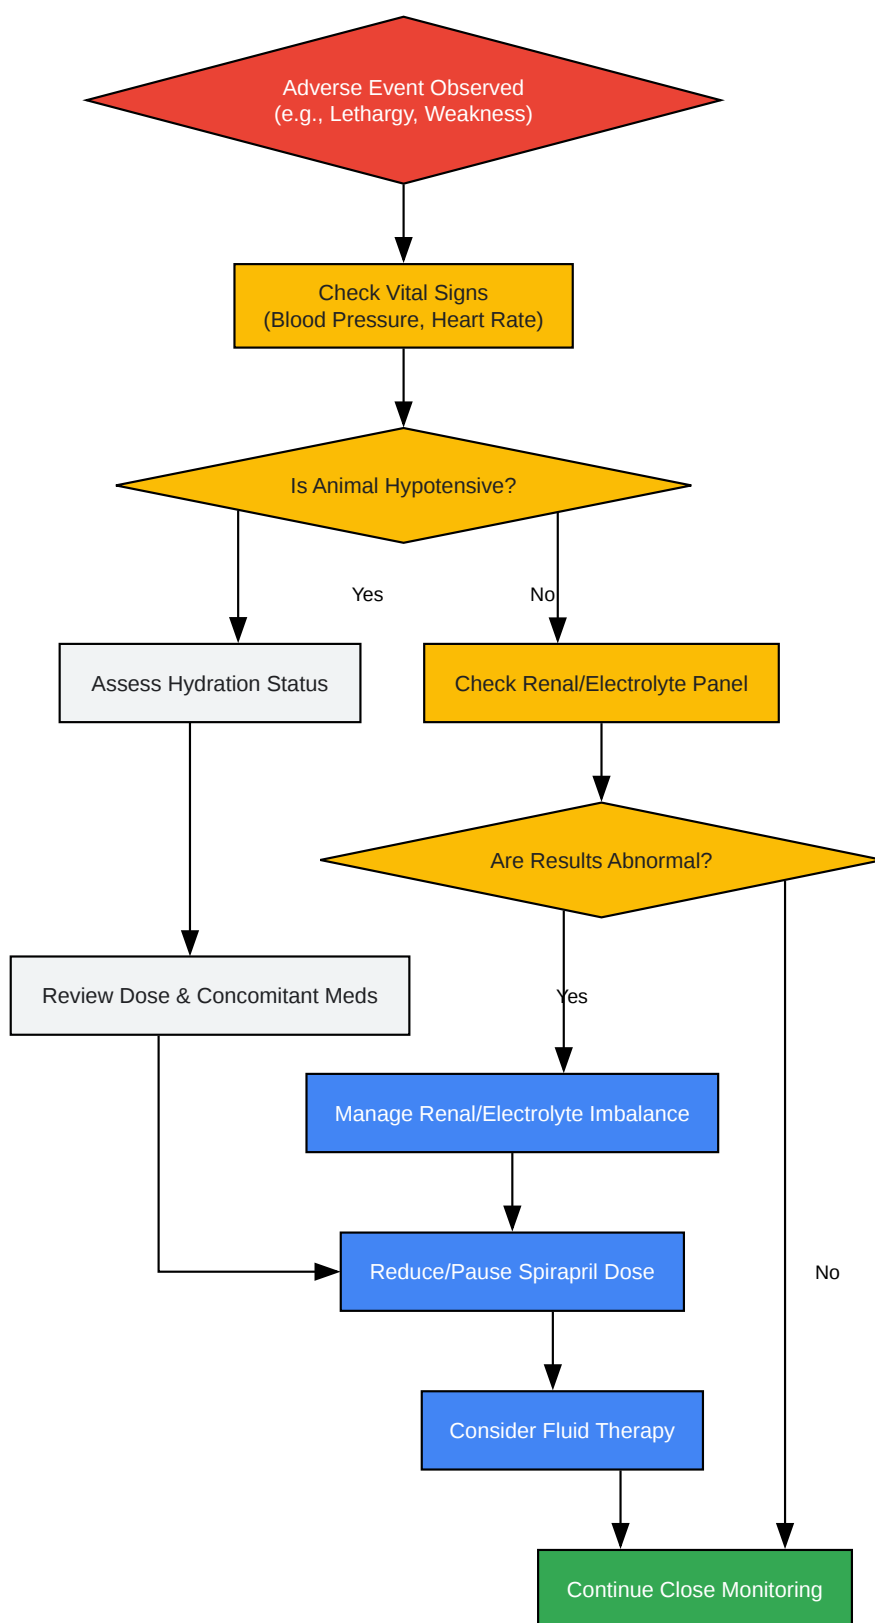 Adverse Event Observed
(e.g., Lethargy, Weakness)
Check Vital Signs
(Blood Pressure, Heart Rate)
Is Animal Hypotensive?
Yes
No
Assess Hydration Status
Check Renal/Electrolyte Panel
Are Results Abnormal?
Review Dose & Concomitant Meds
Yes
Manage Renal/Electrolyte Imbalance
Reduce/Pause Spirapril Dose
No
Consider Fluid Therapy
Continue Close Monitoring